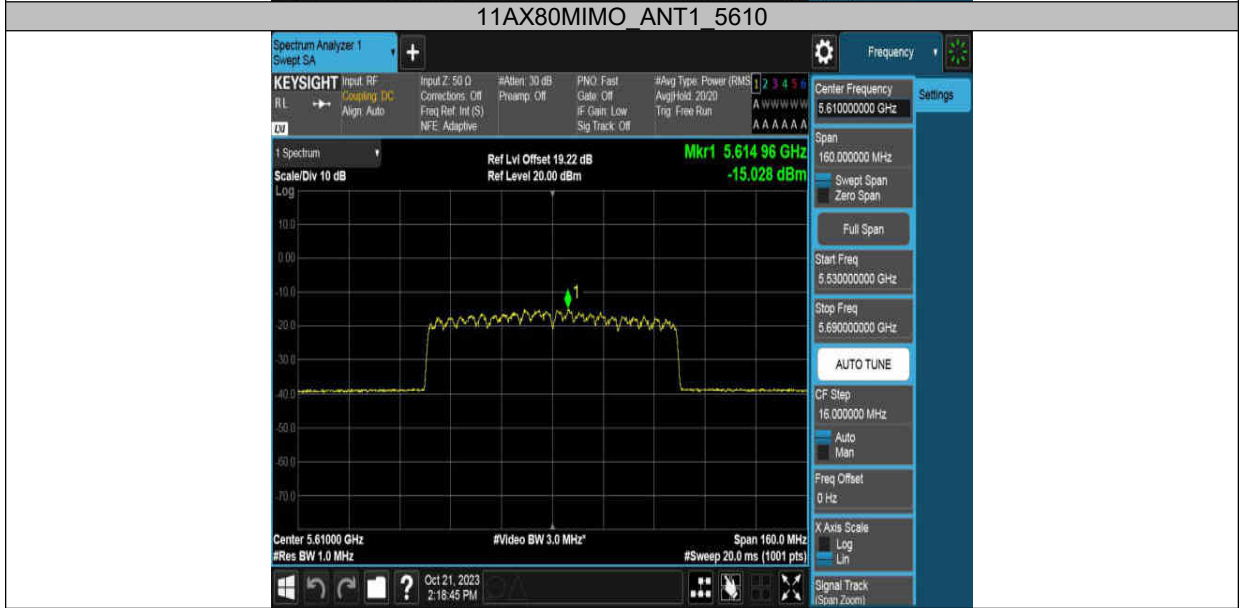 11AX80MIMO_ANT1_5610
Spectrum Analyzer 1
Swept SA
+
Frequency
KEYSIGHT
RL
LXI
Input: RF
Coupling: DC
Align: Auto
Input Z: 50 Ω
Corrections: Off
Freq Ref: Int (S)
NFE: Adaptive
#Atten: 30 dB
Preamp: Off
PNO: Fast
Gate: Off
IF Gain: Low
Sig Track: Off
#Avg Type: Power (RMS
Avg|Hold: 20/20
Trig: Free Run
1 2 3 4 5 6
A W W W W W
A A A A A A
1 Spectrum
Scale/Div 10 dB
Log
Ref Lvl Offset 19.22 dB
Ref Level 20.00 dBm
Mkr1 5.614 96 GHz
-15.028 dBm
10.0
0.00
-10.0
-20.0
-30.0
-40.0
-50.0
-60.0
-70.0
1
Center 5.61000 GHz
#Res BW 1.0 MHz
#Video BW 3.0 MHz*
Span 160.0 MHz
#Sweep 20.0 ms (1001 pts)
?
Oct 21, 2023
2:18:45 PM
Center Frequency
5.610000000 GHz
Settings
Span
160.000000 MHz
Swept Span
Zero Span
Full Span
Start Freq
5.530000000 GHz
Stop Freq
5.690000000 GHz
AUTO TUNE
CF Step
16.000000 MHz
Auto
Man
Freq Offset
0 Hz
X Axis Scale
Log
Lin
Signal Track
(Span Zoom)